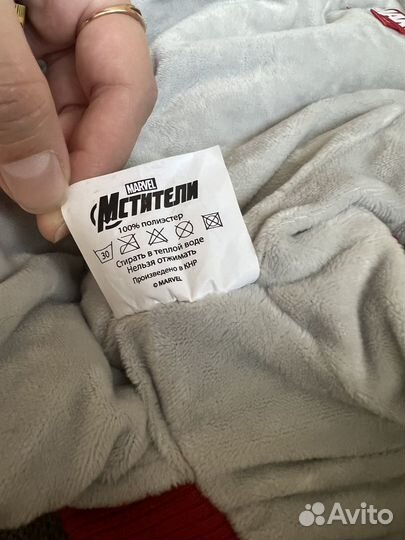 MARVEL
МСТИТЕЛИ
100% полиэстер
30
Стирать в теплой воде
Нельзя отжимать
Произведено в КНР
© MARVEL
Avito